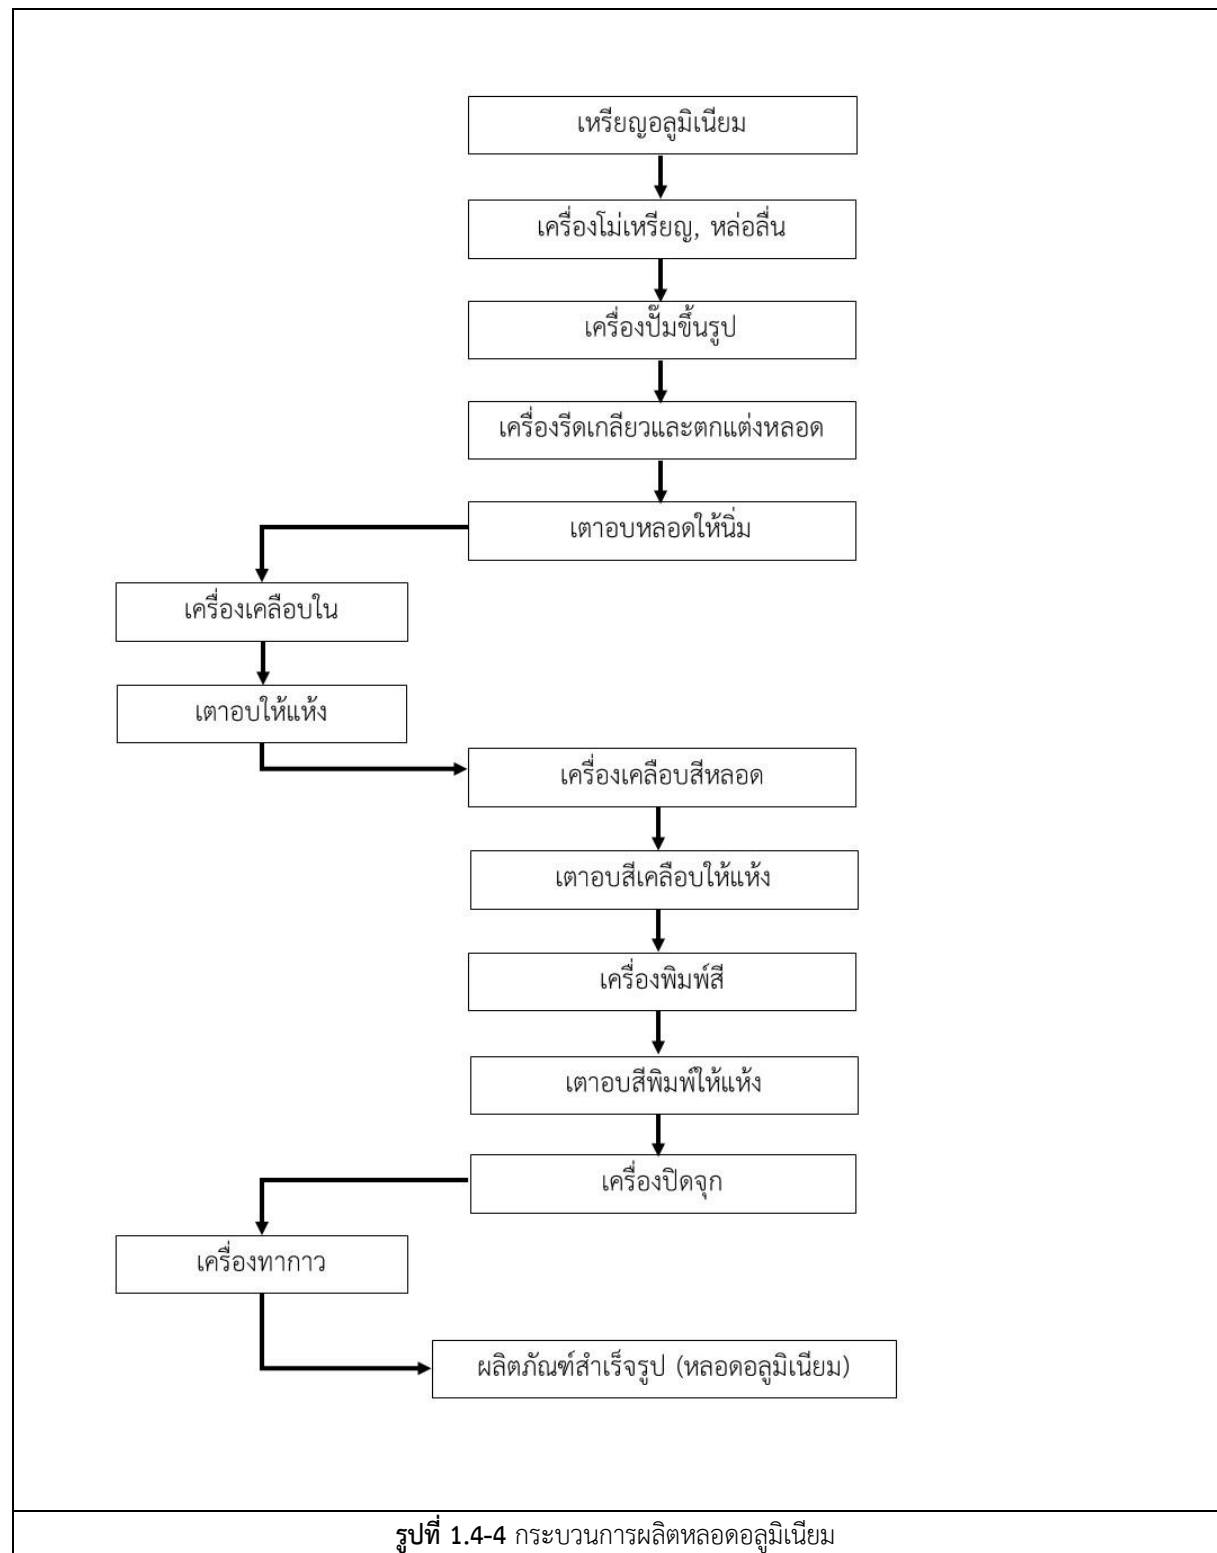 เหรียญอลูมิเนียม
เครื่องโม่เหรียญ, หล่อลื่น
เครื่องปั๊มขึ้นรูป
เครื่องรีดเกลียวและตกแต่งหลอด
เตาอบหลอดให้นิ่ม
เครื่องเคลือบใน
เตาอบให้แห้ง
เครื่องเคลือบสีหลอด
เตาอบสีเคลือบให้แห้ง
เครื่องพิมพ์สี
เตาอบสีพิมพ์ให้แห้ง
เครื่องปิดจุก
เครื่องทากาว
ผลิตภัณฑ์สำเร็จรูป (หลอดอลูมิเนียม)
รูปที่ 1.4-4 กระบวนการผลิตหลอดอลูมิเนียม